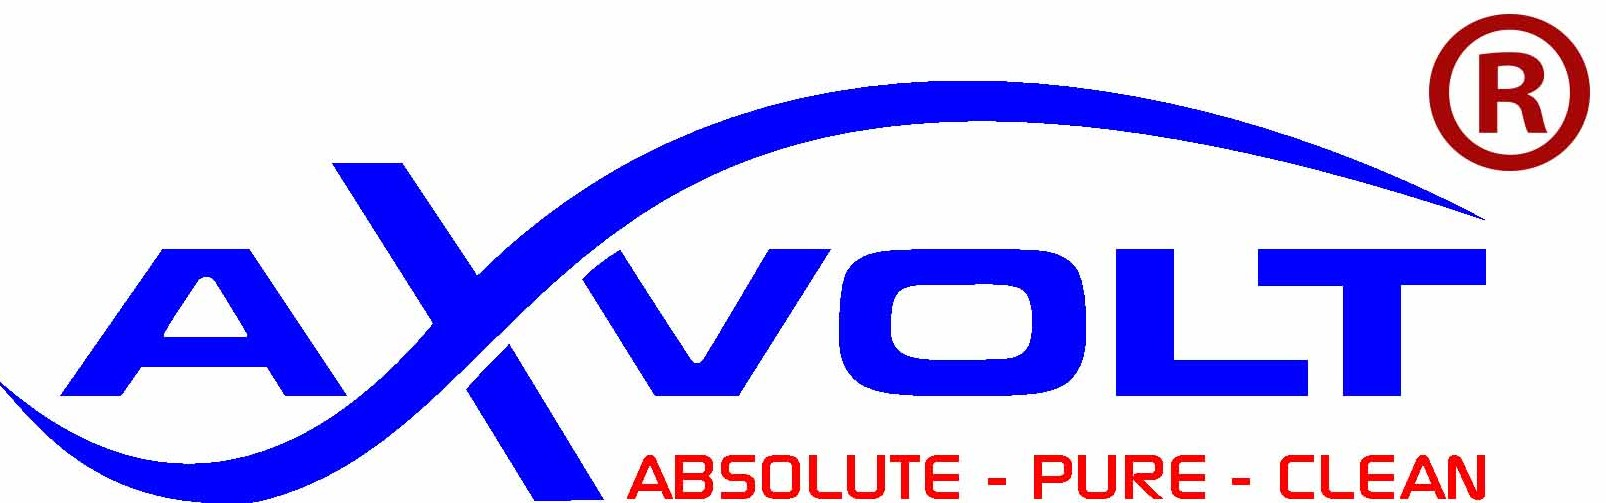 ®
AXVOLT
ABSOLUTE - PURE - CLEAN